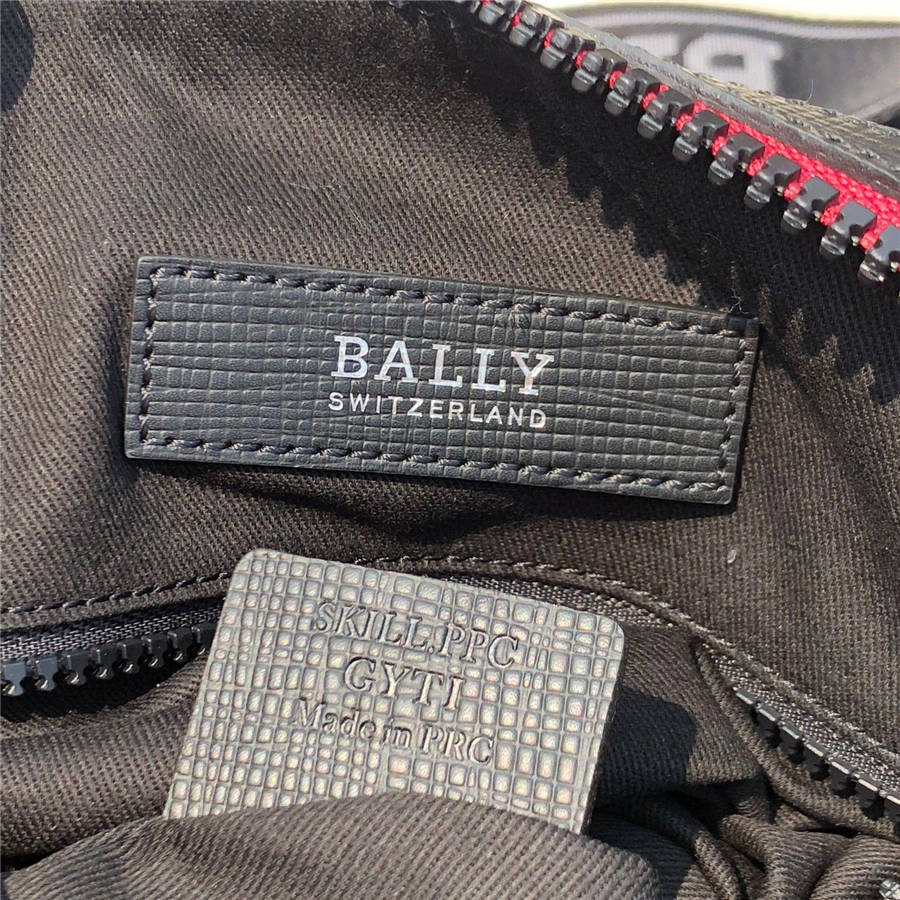 BALLY
SWITZERLAND
SKILL.PPC
GYTI
Made in PRC